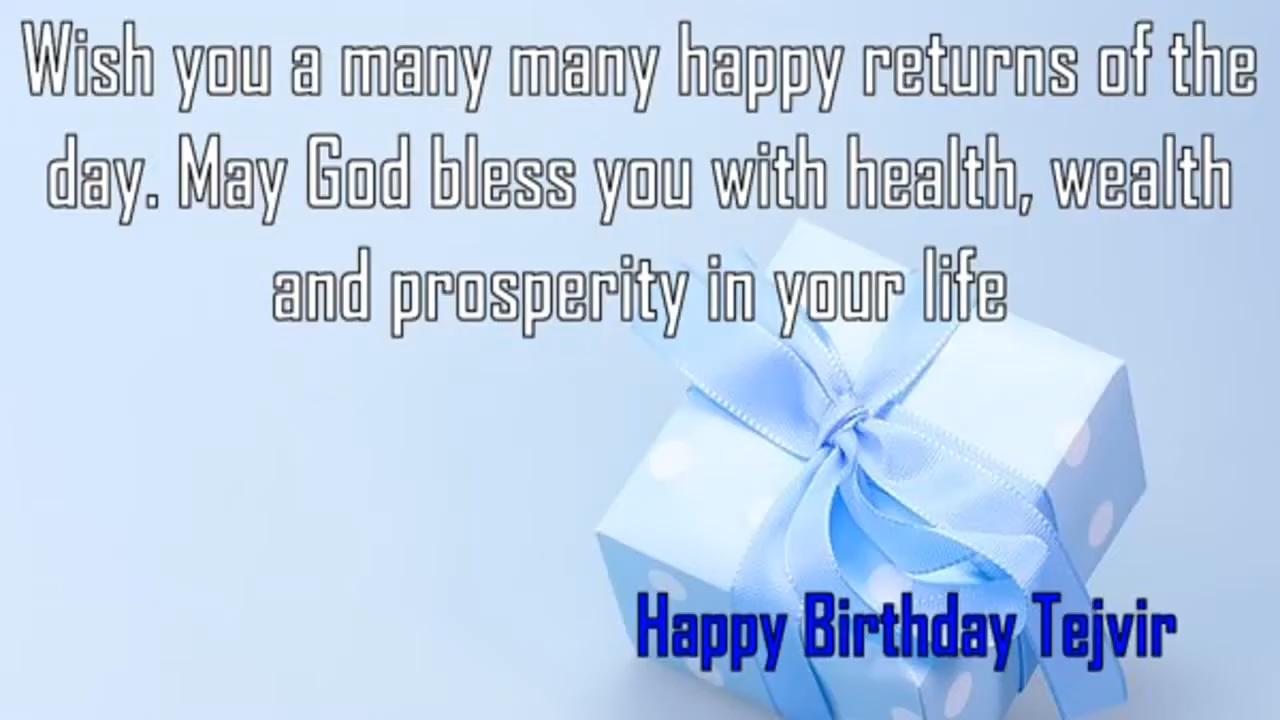 Wish you a many many happy returns of the
day. May God bless you with health, wealth
and prosperity in your life
Happy Birthday Tejvir